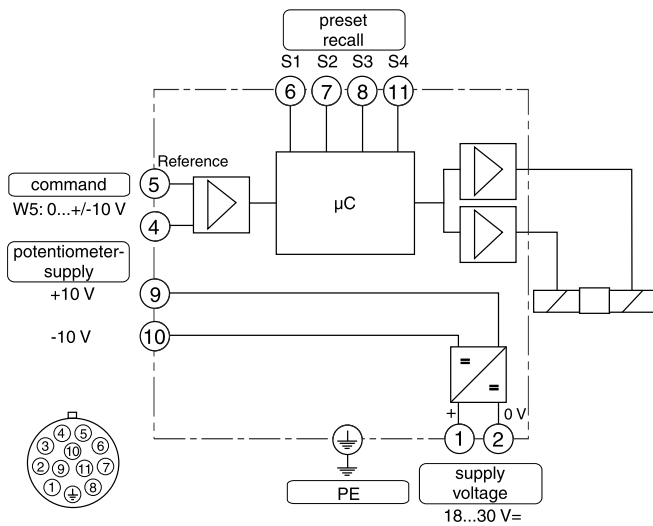 preset
recall
S1 S2 S3 S4
6 7 8 11
Reference
command
5
W5: 0...+/-10 V
4
µC
potentiometer-
supply
+10 V
9
-10 V
10
=
=
+
0 V
1 2
supply
voltage
18...30 V=
PE
4 5
3 10 6
2 9 11 7
1 8